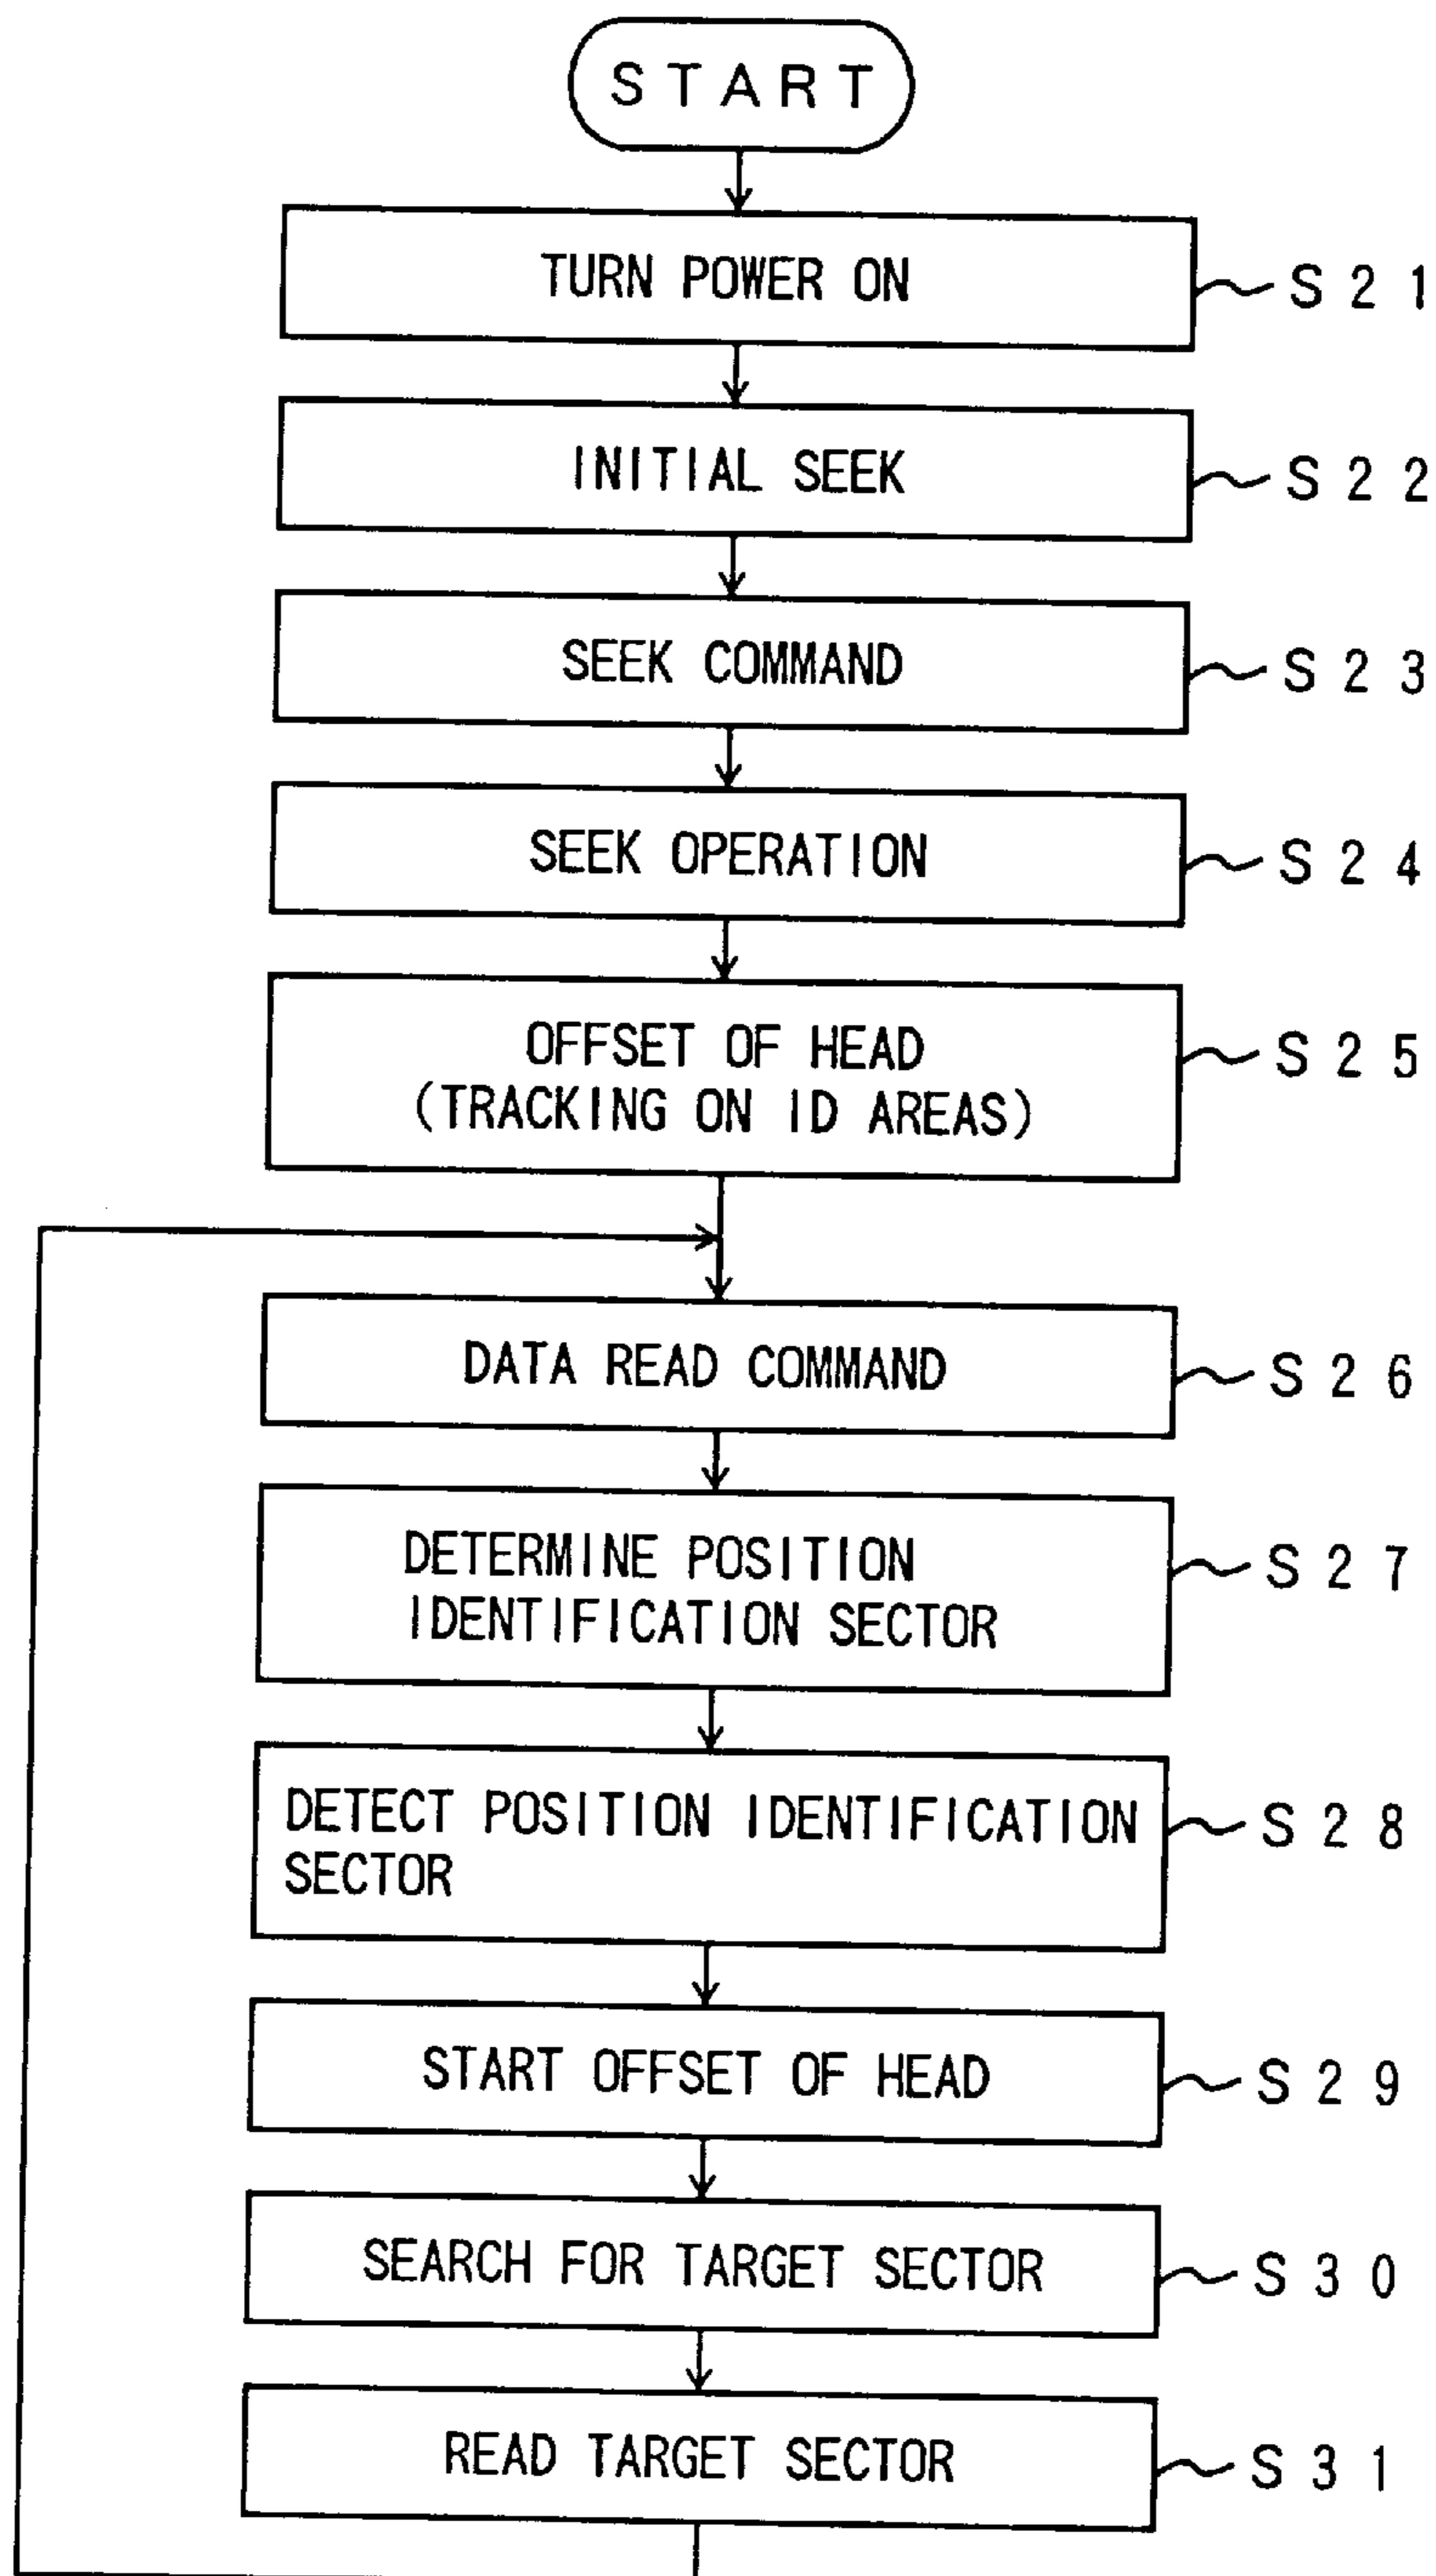 START
TURN POWER ON
S21
INITIAL SEEK
S22
SEEK COMMAND
S23
SEEK OPERATION
S24
OFFSET OF HEAD
(TRACKING ON ID AREAS)
S25
DATA READ COMMAND
S26
DETERMINE POSITION
IDENTIFICATION SECTOR
S27
DETECT POSITION IDENTIFICATION
SECTOR
S28
START OFFSET OF HEAD
S29
SEARCH FOR TARGET SECTOR
S30
READ TARGET SECTOR
S31